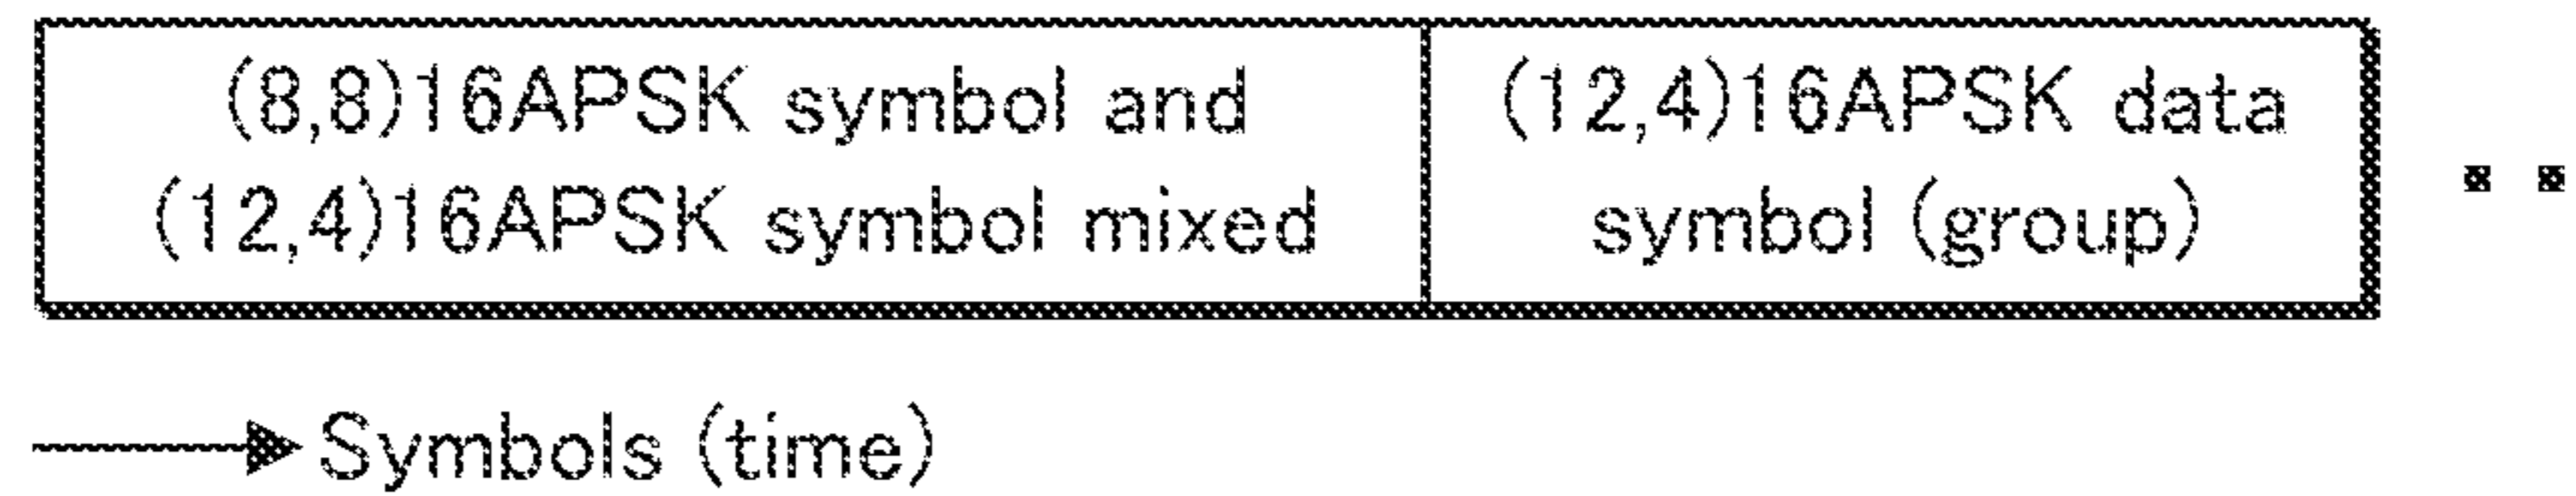 (8,8)16APSK symbol and
(12,4)16APSK symbol mixed
(12,4)16APSK data
symbol (group)
Symbols (time)